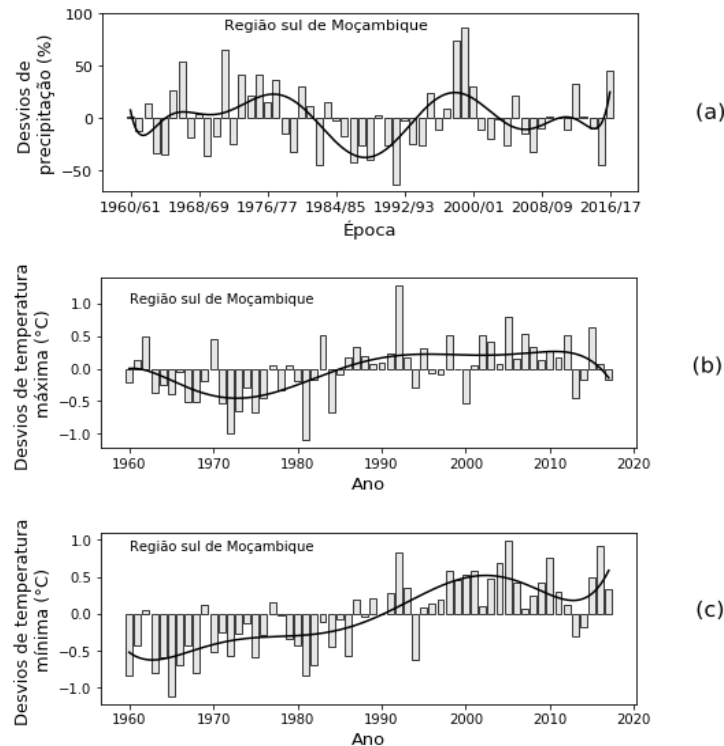 Região sul de Moçambique
Desvios de
precipitação (%)
100
50
0
−50
1960/61 1968/69 1976/77 1984/85 1992/93 2000/01 2008/09 2016/17
Época
(a)
Região sul de Moçambique
Desvios de temperatura
máxima (°C)
1.0
0.5
0.0
−0.5
−1.0
1960 1970 1980 1990 2000 2010 2020
Ano
(b)
Região sul de Moçambique
Desvios de temperatura
mínima (°C)
1.0
0.5
0.0
−0.5
−1.0
1960 1970 1980 1990 2000 2010 2020
Ano
(c)